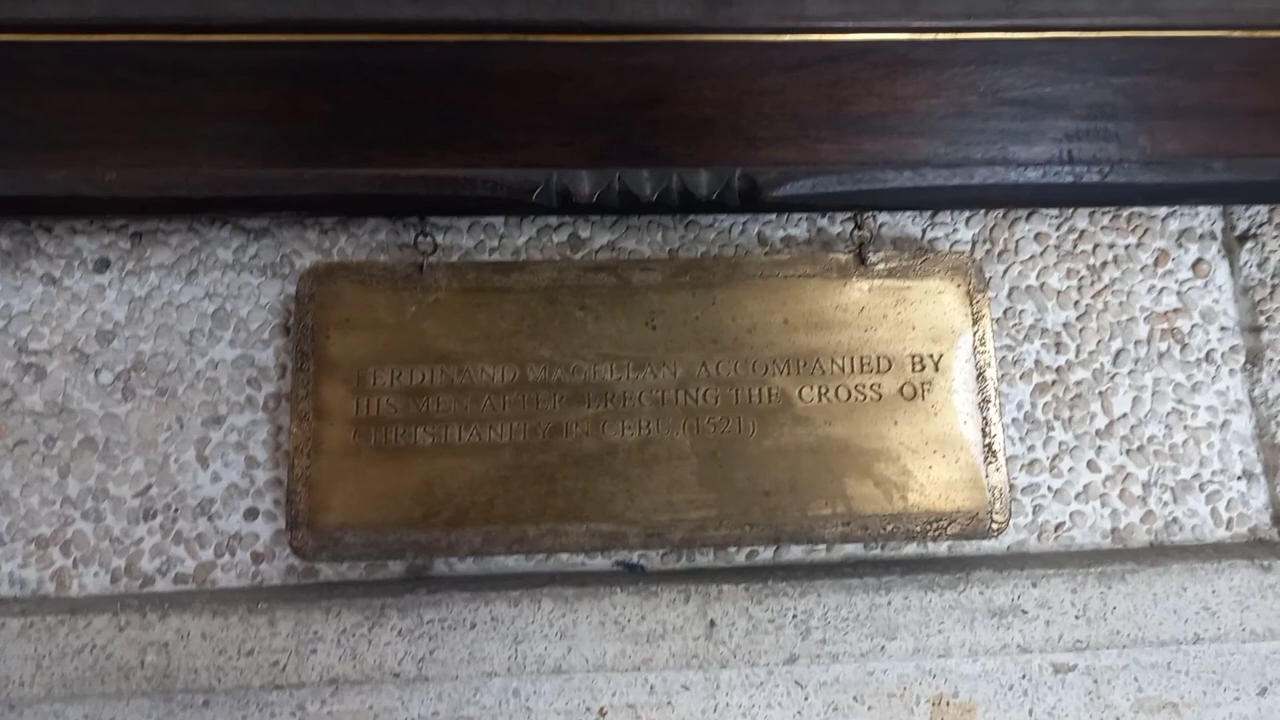 FERDINAND MAGELLAN ACCOMPANIED BY
HIS MEN AFTER ERECTING THE CROSS OF
CHRISTIANITY IN CEBU.(1521)